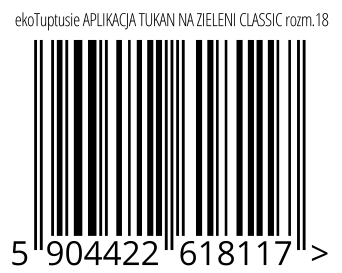 ekoTuptusie APLIKACJA TUKAN NA ZIELENI CLASSIC rozm.18
5 904422 618117 >